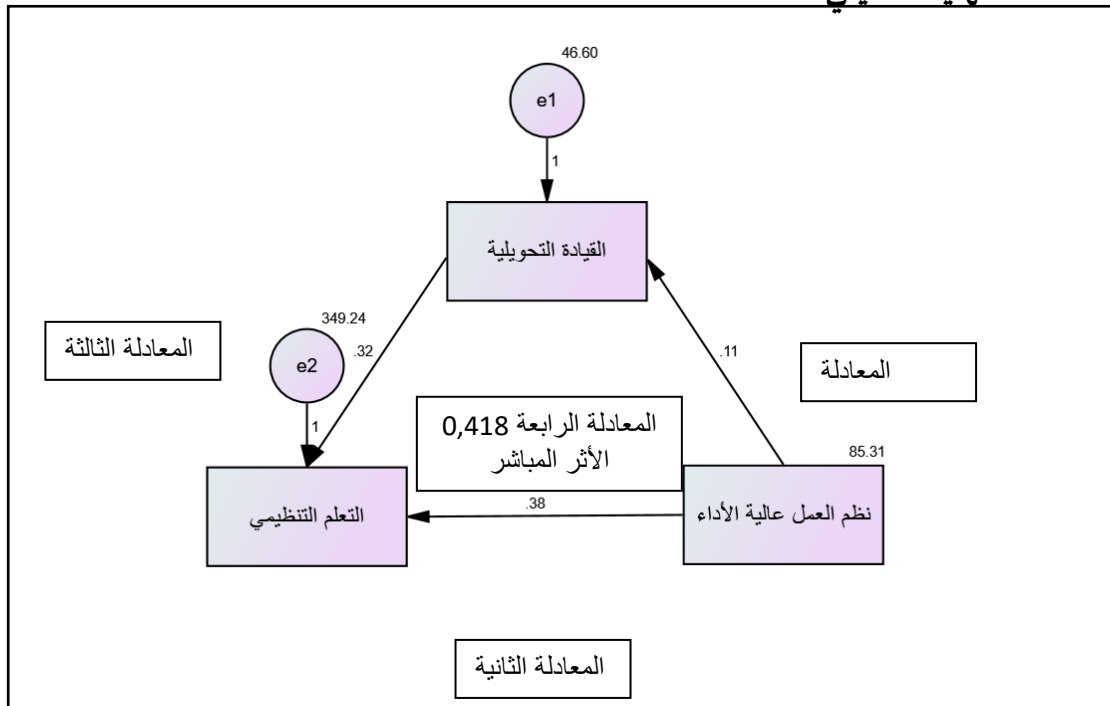 46.60
e1
1
القيادة التحويلية
349.24
المعادلة الثالثة
.32
e2
.11
المعادلة
1
المعادلة الرابعة 0,418
الأثر المباشر
85.31
التعلم التنظيمي
.38
نظم العمل عالية الأداء
المعادلة الثانية